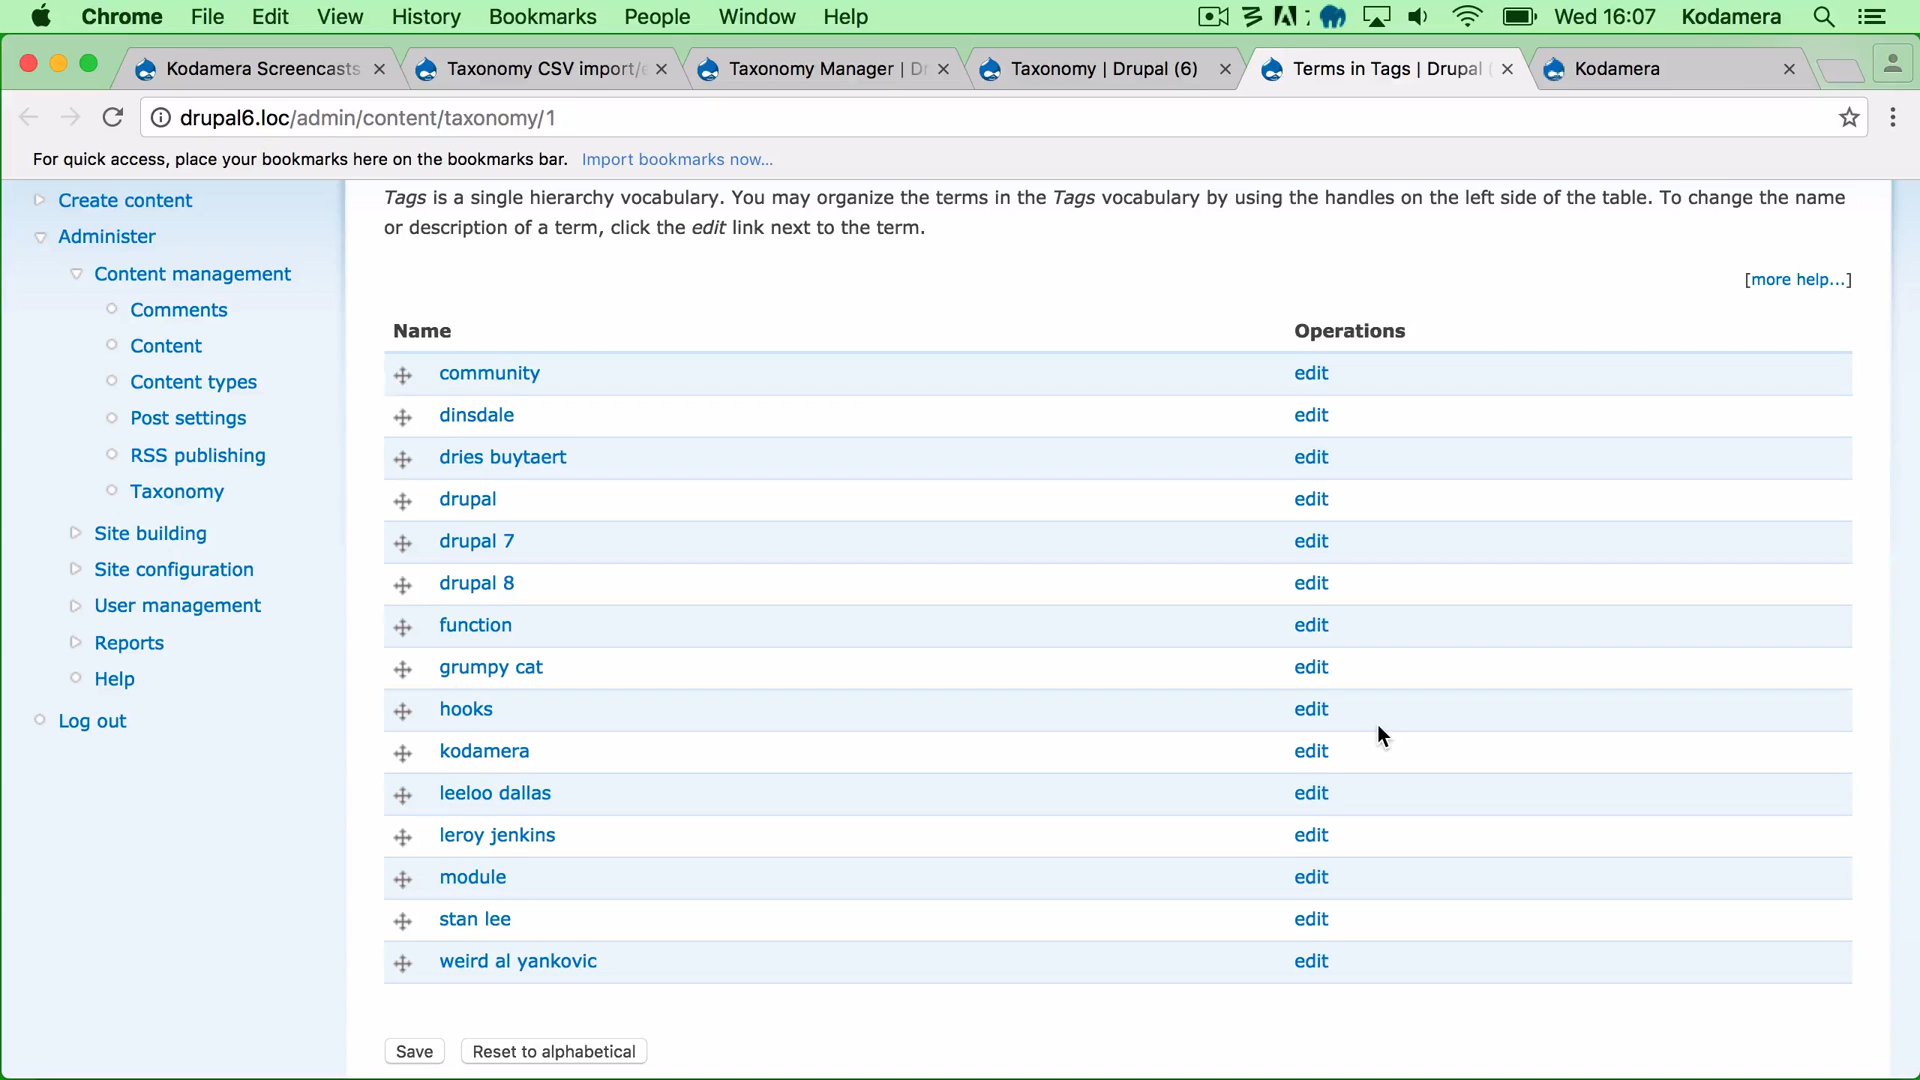 Chrome File Edit View History Bookmarks People Window Help Wed 16:07 Kodamera
Kodamera Screencasts Taxonomy CSV import/ Taxonomy Manager | Dr Taxonomy | Drupal (6) Terms in Tags | Drupal ( Kodamera
drupal6.loc/admin/content/taxonomy/1
For quick access, place your bookmarks here on the bookmarks bar. Import bookmarks now...
Create content
Administer
Content management
Comments
Content
Content types
Post settings
RSS publishing
Taxonomy
Site building
Site configuration
User management
Reports
Help
Log out
Tags is a single hierarchy vocabulary. You may organize the terms in the Tags vocabulary by using the handles on the left side of the table. To change the name
or description of a term, click the edit link next to the term.
[more help...]
Name Operations
community edit
dinsdale edit
dries buytaert edit
drupal edit
drupal 7 edit
drupal 8 edit
function edit
grumpy cat edit
hooks edit
kodamera edit
leeloo dallas edit
leroy jenkins edit
module edit
stan lee edit
weird al yankovic edit
Save Reset to alphabetical